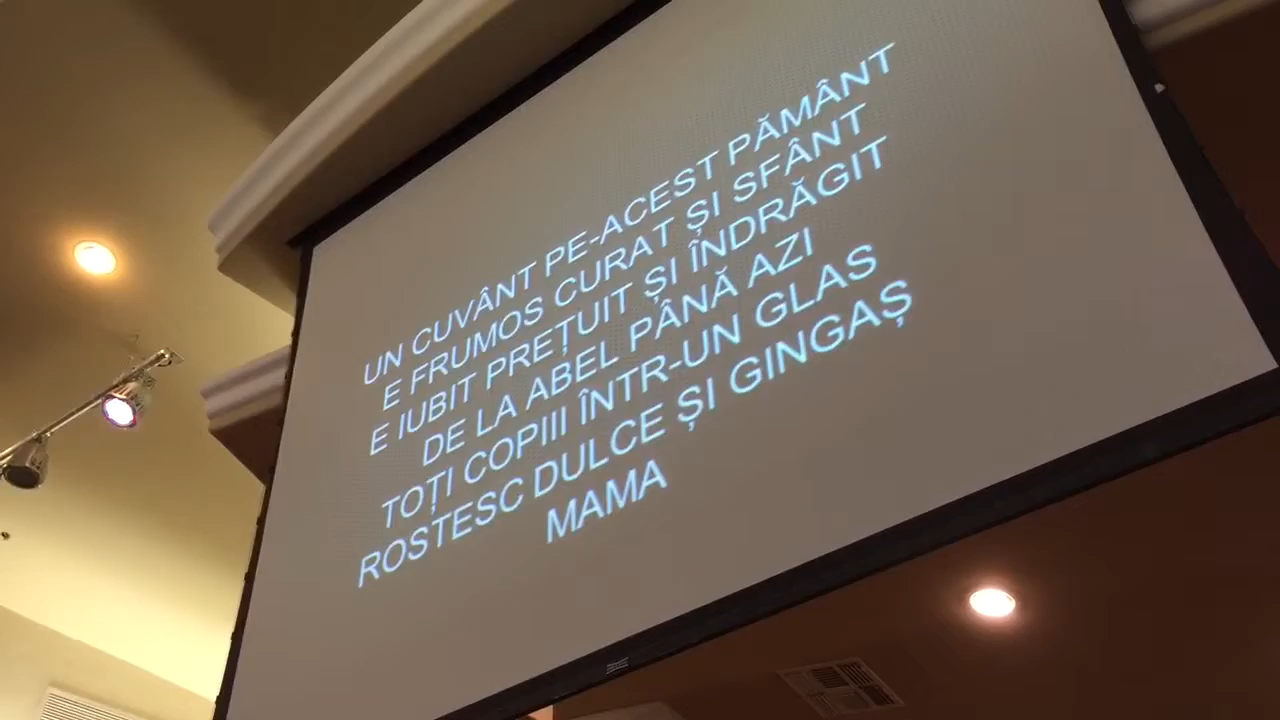 UN CUVÂNT PE-ACEST PĂMÂNT
E FRUMOS CURAT ȘI SFÂNT
E IUBIT PREȚUIT ȘI ÎNDRĂGIT
DE LA ABEL PÂNĂ AZI
TOȚI COPIII ÎNTR-UN GLAS
ROSTESC DULCE ȘI GINGAȘ
MAMA